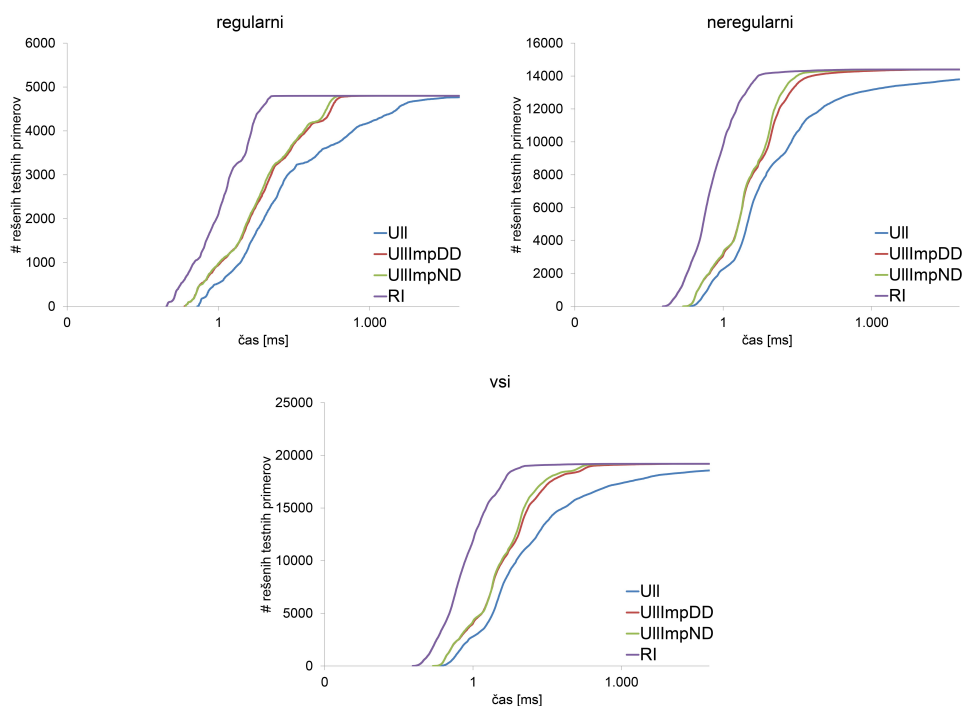 regularni
6000
5000
4000
3000
2000
1000
0
# rešenih testnih primerov
0
1
1.000
čas [ms]
Ull
UllImpDD
UllImpND
RI
neregularni
16000
14000
12000
10000
8000
6000
4000
2000
0
# rešenih testnih primerov
0
1
1.000
čas [ms]
Ull
UllImpDD
UllImpND
RI
vsi
25000
20000
15000
10000
5000
0
# rešenih testnih primerov
0
1
1.000
čas [ms]
Ull
UllImpDD
UllImpND
RI